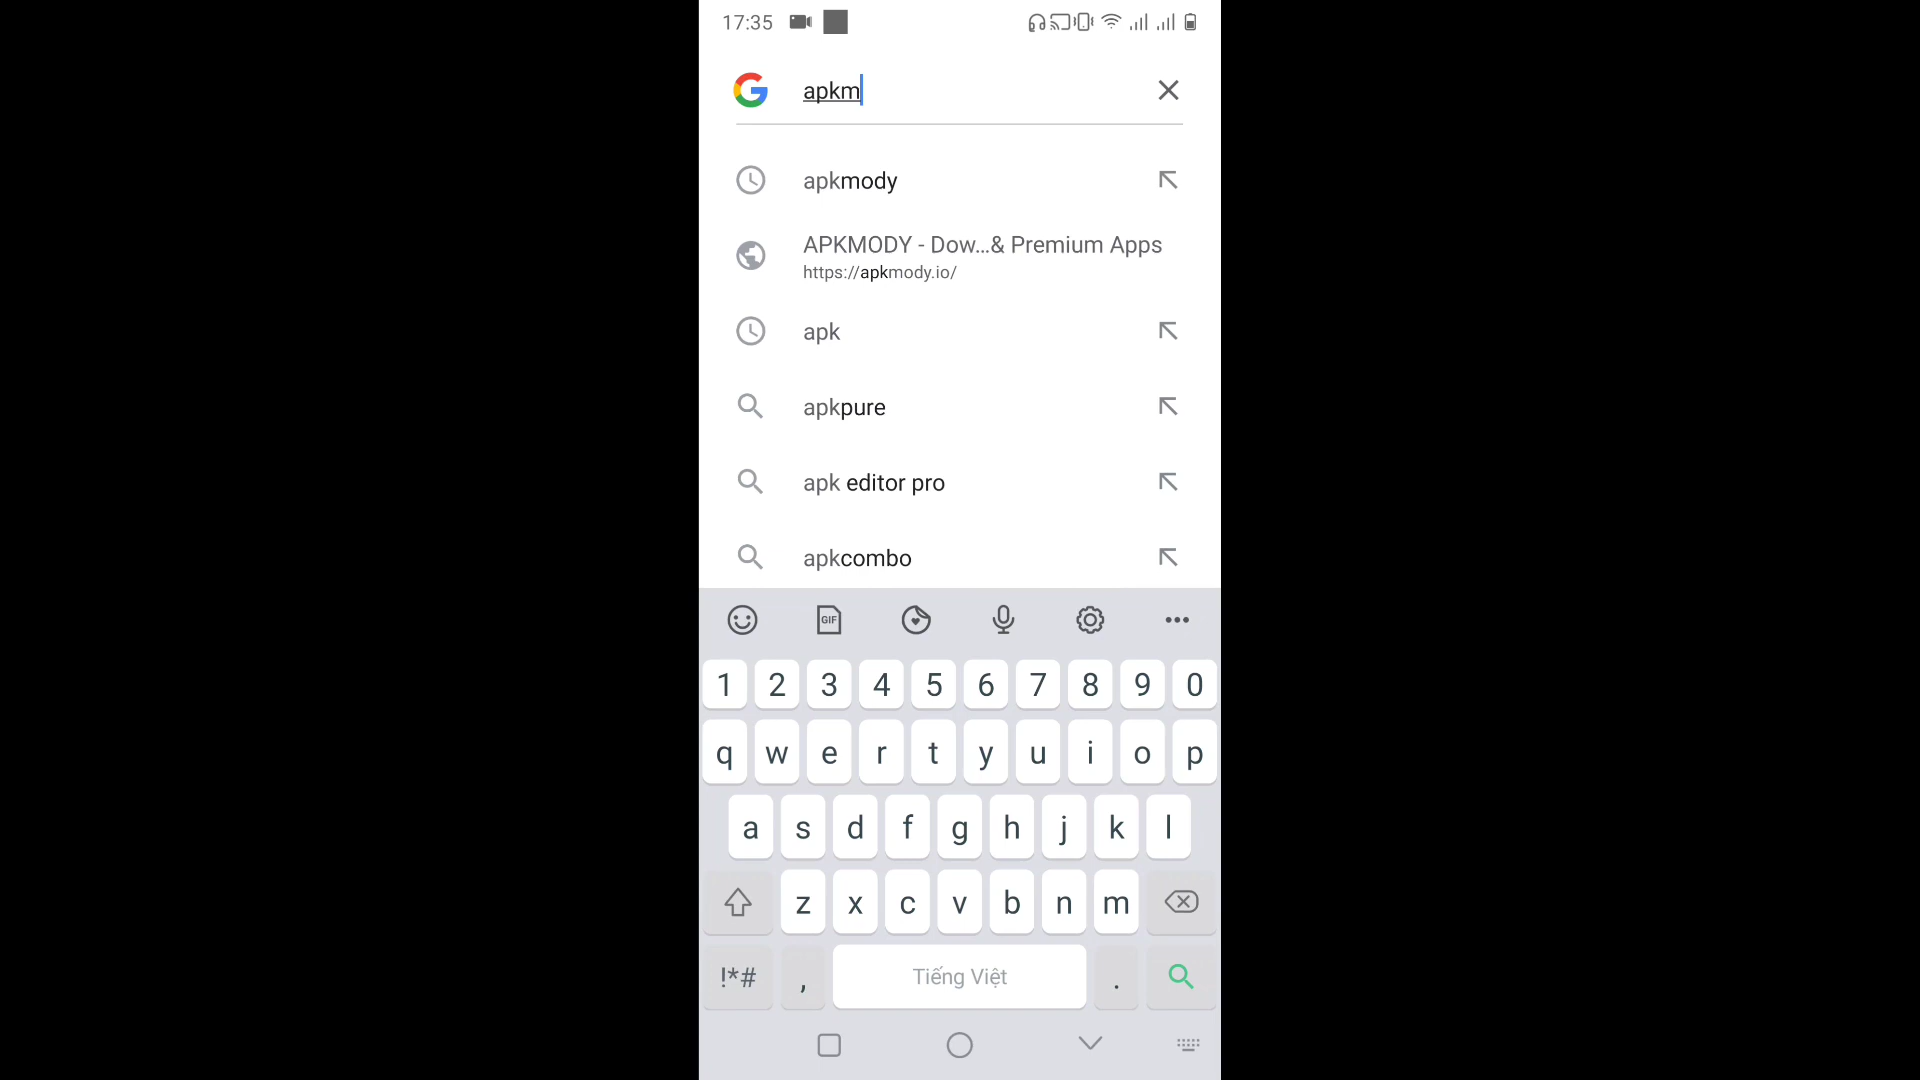 17:35
apkm
apkmody
APKMODY - Dow...& Premium Apps
https://apkmody.io/
apk
apkpure
apk editor pro
apkcombo
GIF
1 2 3 4 5 6 7 8 9 0
q w e r t y u i o p
a s d f g h j k l
z x c v b n m
!*# , Tiếng Việt .